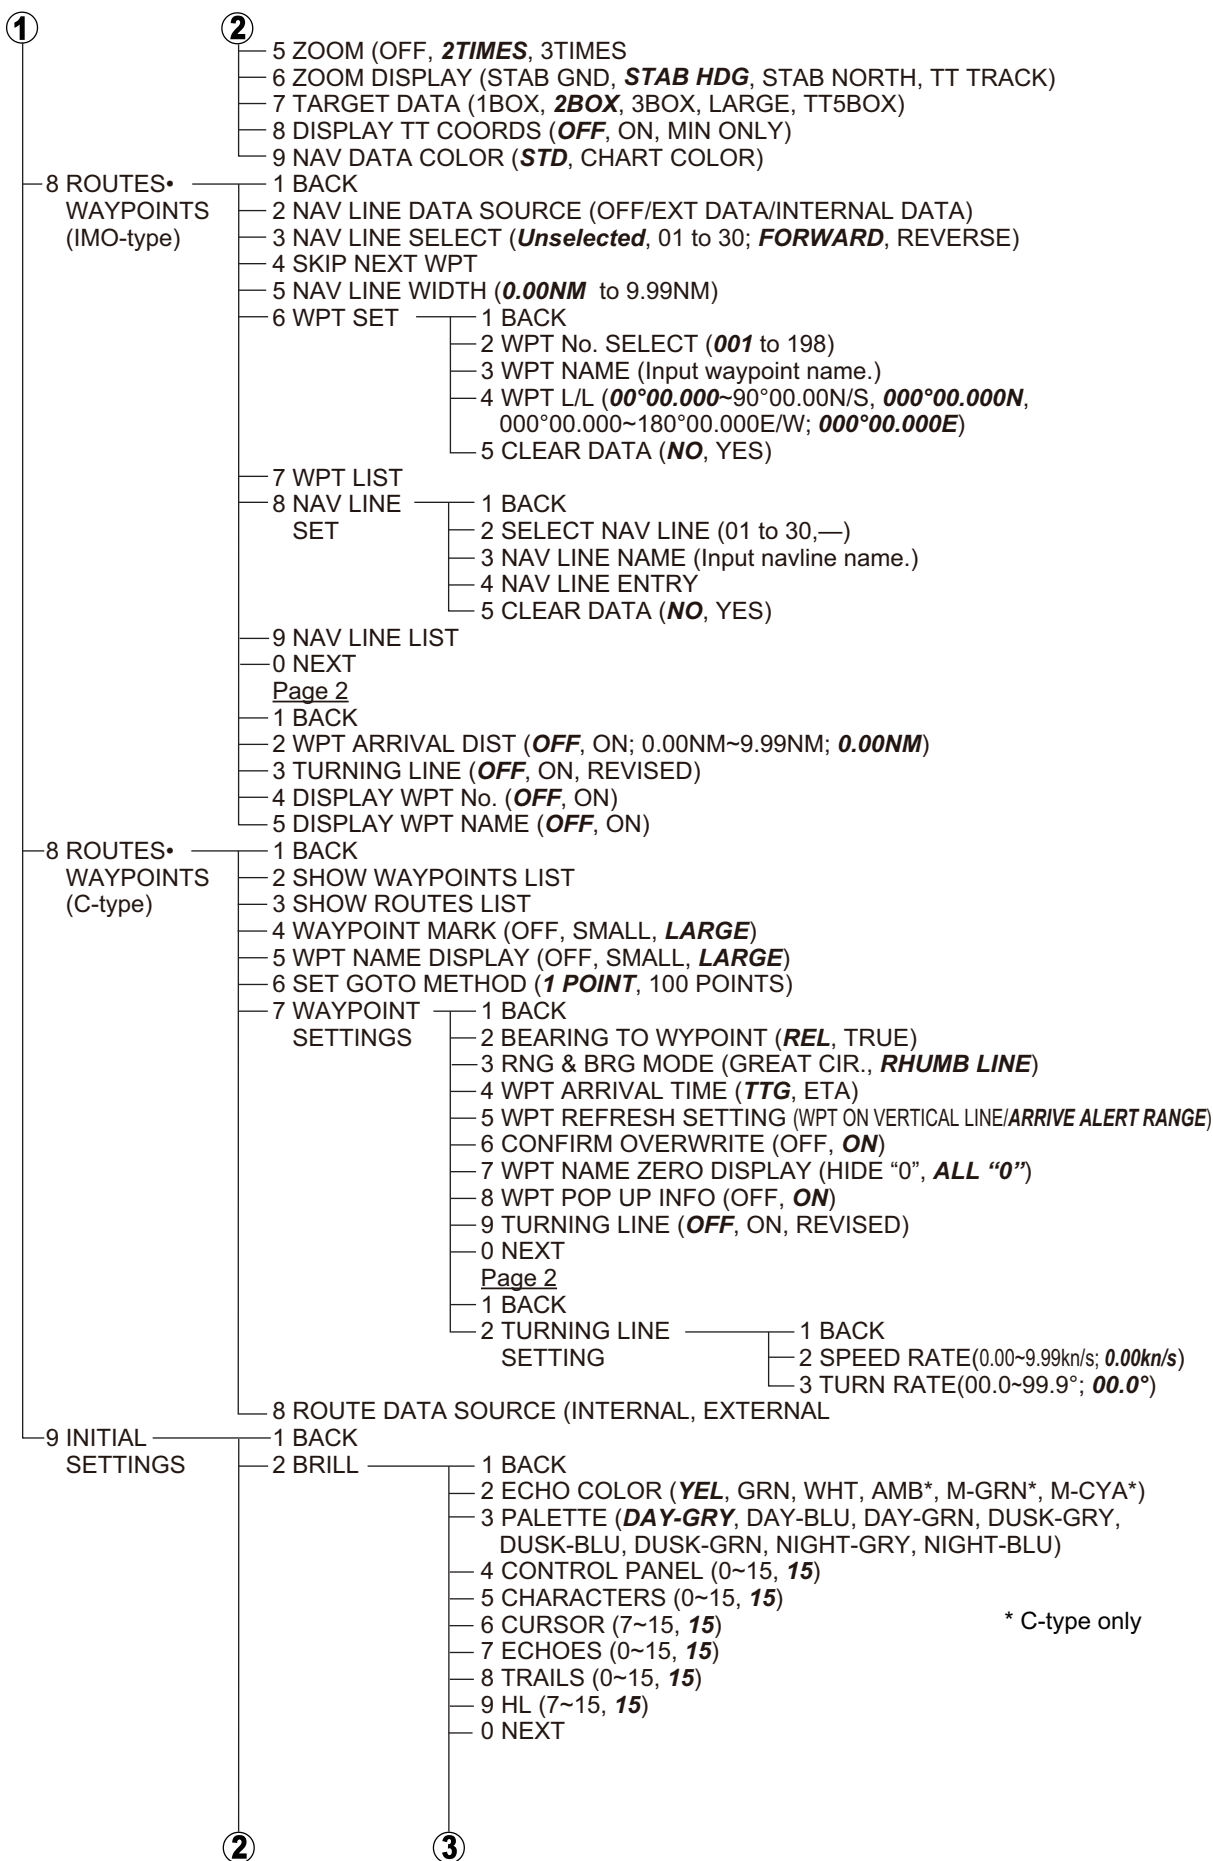 1 2
5 ZOOM (OFF, 2TIMES, 3TIMES
6 ZOOM DISPLAY (STAB GND, STAB HDG, STAB NORTH, TT TRACK)
7 TARGET DATA (1BOX, 2BOX, 3BOX, LARGE, TT5BOX)
8 DISPLAY TT COORDS (OFF, ON, MIN ONLY)
9 NAV DATA COLOR (STD, CHART COLOR)
8 ROUTES•
WAYPOINTS
(IMO-type)
1 BACK
2 NAV LINE DATA SOURCE (OFF/EXT DATA/INTERNAL DATA)
3 NAV LINE SELECT (Unselected, 01 to 30; FORWARD, REVERSE)
4 SKIP NEXT WPT
5 NAV LINE WIDTH (0.00NM to 9.99NM)
6 WPT SET
1 BACK
2 WPT No. SELECT (001 to 198)
3 WPT NAME (Input waypoint name.)
4 WPT L/L (00°00.000~90°00.00N/S, 000°00.000N,
000°00.000~180°00.000E/W; 000°00.000E)
5 CLEAR DATA (NO, YES)
7 WPT LIST
8 NAV LINE
SET
1 BACK
2 SELECT NAV LINE (01 to 30,—)
3 NAV LINE NAME (Input navline name.)
4 NAV LINE ENTRY
5 CLEAR DATA (NO, YES)
9 NAV LINE LIST
0 NEXT
Page 2
1 BACK
2 WPT ARRIVAL DIST (OFF, ON; 0.00NM~9.99NM; 0.00NM)
3 TURNING LINE (OFF, ON, REVISED)
4 DISPLAY WPT No. (OFF, ON)
5 DISPLAY WPT NAME (OFF, ON)
8 ROUTES•
WAYPOINTS
(C-type)
1 BACK
2 SHOW WAYPOINTS LIST
3 SHOW ROUTES LIST
4 WAYPOINT MARK (OFF, SMALL, LARGE)
5 WPT NAME DISPLAY (OFF, SMALL, LARGE)
6 SET GOTO METHOD (1 POINT, 100 POINTS)
7 WAYPOINT
SETTINGS
1 BACK
2 BEARING TO WYPOINT (REL, TRUE)
3 RNG & BRG MODE (GREAT CIR., RHUMB LINE)
4 WPT ARRIVAL TIME (TTG, ETA)
5 WPT REFRESH SETTING (WPT ON VERTICAL LINE/ARRIVE ALERT RANGE)
6 CONFIRM OVERWRITE (OFF, ON)
7 WPT NAME ZERO DISPLAY (HIDE “0”, ALL “0”)
8 WPT POP UP INFO (OFF, ON)
9 TURNING LINE (OFF, ON, REVISED)
0 NEXT
Page 2
1 BACK
2 TURNING LINE
SETTING
1 BACK
2 SPEED RATE(0.00~9.99kn/s; 0.00kn/s)
3 TURN RATE(00.0~99.9°; 00.0°)
8 ROUTE DATA SOURCE (INTERNAL, EXTERNAL
9 INITIAL
SETTINGS
1 BACK
2 BRILL
1 BACK
2 ECHO COLOR (YEL, GRN, WHT, AMB*, M-GRN*, M-CYA*)
3 PALETTE (DAY-GRY, DAY-BLU, DAY-GRN, DUSK-GRY,
DUSK-BLU, DUSK-GRN, NIGHT-GRY, NIGHT-BLU)
4 CONTROL PANEL (0~15, 15)
5 CHARACTERS (0~15, 15)
6 CURSOR (7~15, 15)
7 ECHOES (0~15, 15)
8 TRAILS (0~15, 15)
9 HL (7~15, 15)
0 NEXT
* C-type only
2 3